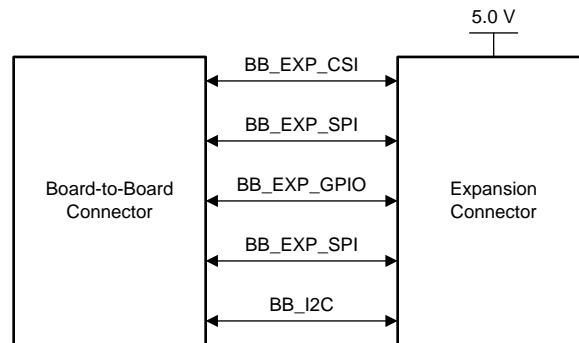 5.0 V
BB_EXP_CSI
BB_EXP_SPI
Board-to-Board
Connector
BB_EXP_GPIO
Expansion
Connector
BB_EXP_SPI
BB_I2C